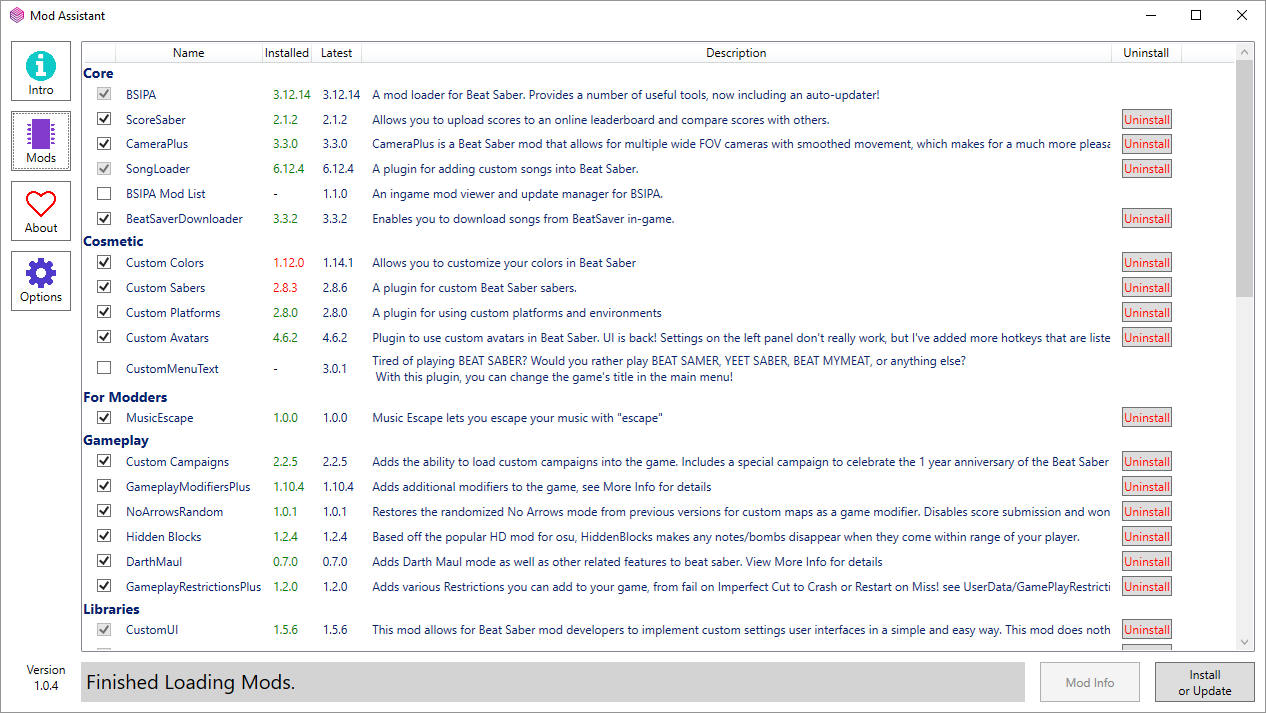 Mod Assistant
Intro
Mods
About
Options
Name Installed Latest Description Uninstall
Core
BSIPA 3.12.14 3.12.14 A mod loader for Beat Saber. Provides a number of useful tools, now including an auto-updater!
ScoreSaber 2.1.2 2.1.2 Allows you to upload scores to an online leaderboard and compare scores with others. Uninstall
CameraPlus 3.3.0 3.3.0 CameraPlus is a Beat Saber mod that allows for multiple wide FOV cameras with smoothed movement, which makes for a much more pleasa Uninstall
SongLoader 6.12.4 6.12.4 A plugin for adding custom songs into Beat Saber. Uninstall
BSIPA Mod List - 1.1.0 An ingame mod viewer and update manager for BSIPA.
BeatSaverDownloader 3.3.2 3.3.2 Enables you to download songs from BeatSaver in-game. Uninstall
Cosmetic
Custom Colors 1.12.0 1.14.1 Allows you to customize your colors in Beat Saber Uninstall
Custom Sabers 2.8.3 2.8.6 A plugin for custom Beat Saber sabers. Uninstall
Custom Platforms 2.8.0 2.8.0 A plugin for using custom platforms and environments Uninstall
Custom Avatars 4.6.2 4.6.2 Plugin to use custom avatars in Beat Saber. UI is back! Settings on the left panel don't really work, but I've added more hotkeys that are liste Uninstall
CustomMenuText - 3.0.1 Tired of playing BEAT SABER? Would you rather play BEAT SAMER, YEET SABER, BEAT MYMEAT, or anything else?
With this plugin, you can change the game's title in the main menu!
For Modders
MusicEscape 1.0.0 1.0.0 Music Escape lets you escape your music with "escape" Uninstall
Gameplay
Custom Campaigns 2.2.5 2.2.5 Adds the ability to load custom campaigns into the game. Includes a special campaign to celebrate the 1 year anniversary of the Beat Saber Uninstall
GameplayModifiersPlus 1.10.4 1.10.4 Adds additional modifiers to the game, see More Info for details Uninstall
NoArrowsRandom 1.0.1 1.0.1 Restores the randomized No Arrows mode from previous versions for custom maps as a game modifier. Disables score submission and won Uninstall
Hidden Blocks 1.2.4 1.2.4 Based off the popular HD mod for osu, HiddenBlocks makes any notes/bombs disappear when they come within range of your player. Uninstall
DarthMaul 0.7.0 0.7.0 Adds Darth Maul mode as well as other related features to beat saber. View More Info for details Uninstall
GameplayRestrictionsPlus 1.2.0 1.2.0 Adds various Restrictions you can add to your game, from fail on Imperfect Cut to Crash or Restart on Miss! see UserData/GamePlayRestricti Uninstall
Libraries
CustomUI 1.5.6 1.5.6 This mod allows for Beat Saber mod developers to implement custom settings user interfaces in a simple and easy way. This mod does noth Uninstall
Version
1.0.4
Finished Loading Mods.
Mod Info
Install
or Update